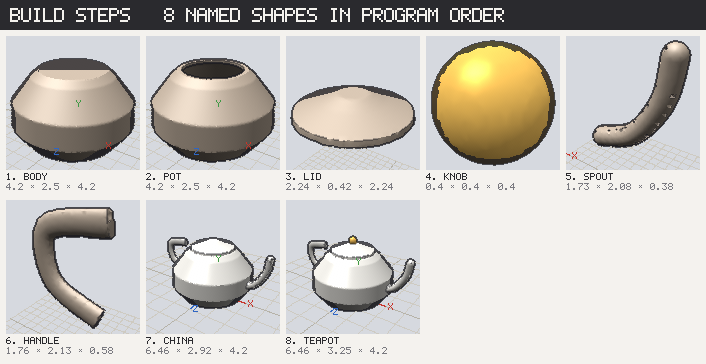 BUILD STEPS 8 NAMED SHAPES IN PROGRAM ORDER
Y
Z
X
Y
Z
X
X
1. BODY
4.2 × 2.5 × 4.2
2. POT
4.2 × 2.5 × 4.2
3. LID
2.24 × 0.42 × 2.24
4. KNOB
0.4 × 0.4 × 0.4
5. SPOUT
1.73 × 2.08 × 0.38
Y
Z
X
Y
Z
X
6. HANDLE
1.76 × 2.13 × 0.58
7. CHINA
6.46 × 2.92 × 4.2
8. TEAPOT
6.46 × 3.25 × 4.2